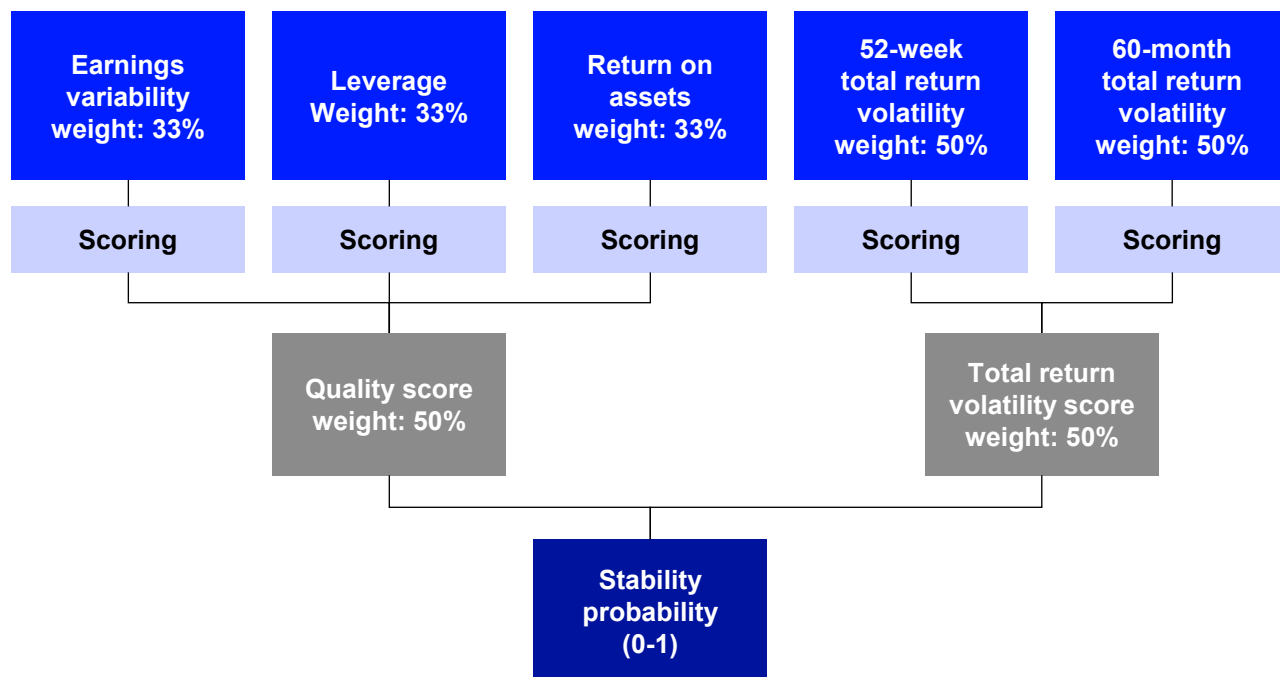 Earnings
variability
weight: 33%
Leverage
Weight: 33%
Return on
assets
weight: 33%
52-week
total return
volatility
weight: 50%
60-month
total return
volatility
weight: 50%
Scoring
Scoring
Scoring
Scoring
Scoring
Quality score
weight: 50%
Total return
volatility score
weight: 50%
Stability
probability
(0-1)